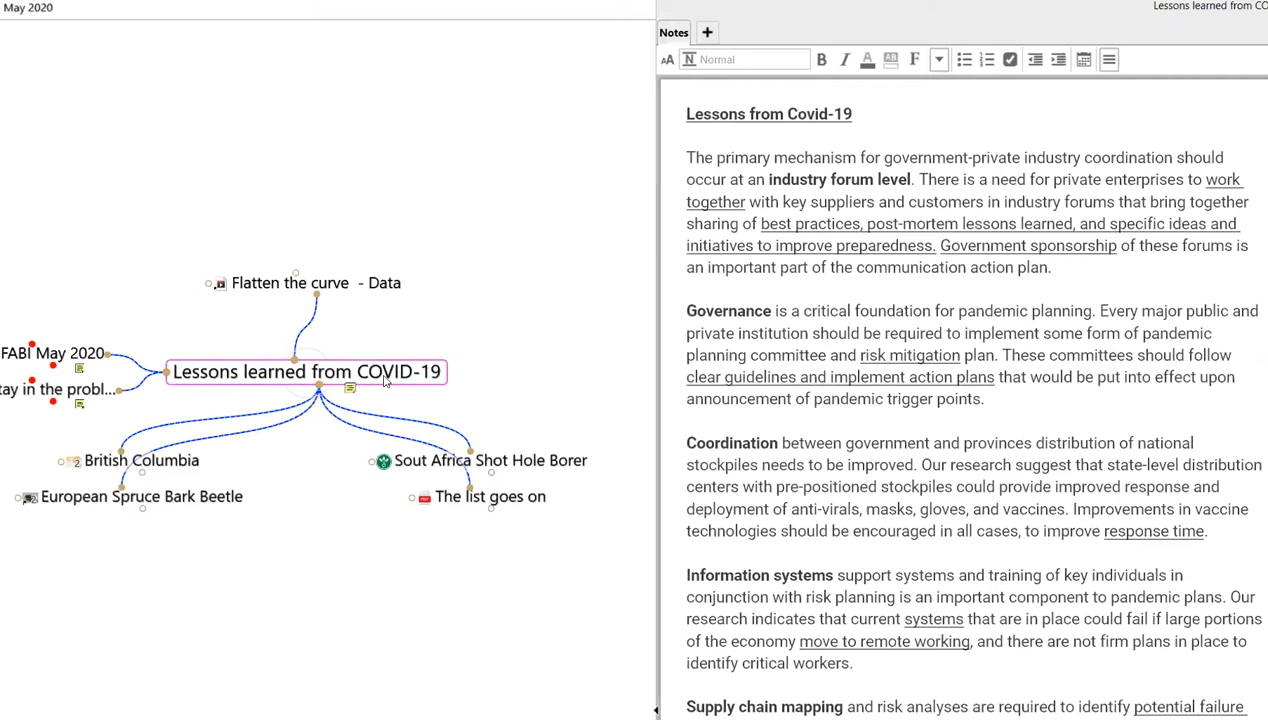 May 2020
Lessons learned from CO
Notes
Normal
Flatten the curve - Data
FABI May 2020
Lessons learned from COVID-19
tay in the probl...
British Columbia
Sout Africa Shot Hole Borer
European Spruce Bark Beetle
The list goes on
Lessons from Covid-19
The primary mechanism for government-private industry coordination should
occur at an industry forum level. There is a need for private enterprises to work
together with key suppliers and customers in industry forums that bring together
sharing of best practices, post-mortem lessons learned, and specific ideas and
initiatives to improve preparedness. Government sponsorship of these forums is
an important part of the communication action plan.
Governance is a critical foundation for pandemic planning. Every major public and
private institution should be required to implement some form of pandemic
planning committee and risk mitigation plan. These committees should follow
clear guidelines and implement action plans that would be put into effect upon
announcement of pandemic trigger points.
Coordination between government and provinces distribution of national
stockpiles needs to be improved. Our research suggest that state-level distribution
centers with pre-positioned stockpiles could provide improved response and
deployment of anti-virals, masks, gloves, and vaccines. Improvements in vaccine
technologies should be encouraged in all cases, to improve response time.
Information systems support systems and training of key individuals in
conjunction with risk planning is an important component to pandemic plans. Our
research indicates that current systems that are in place could fail if large portions
of the economy move to remote working, and there are not firm plans in place to
identify critical workers.
Supply chain mapping and risk analyses are required to identify potential failure